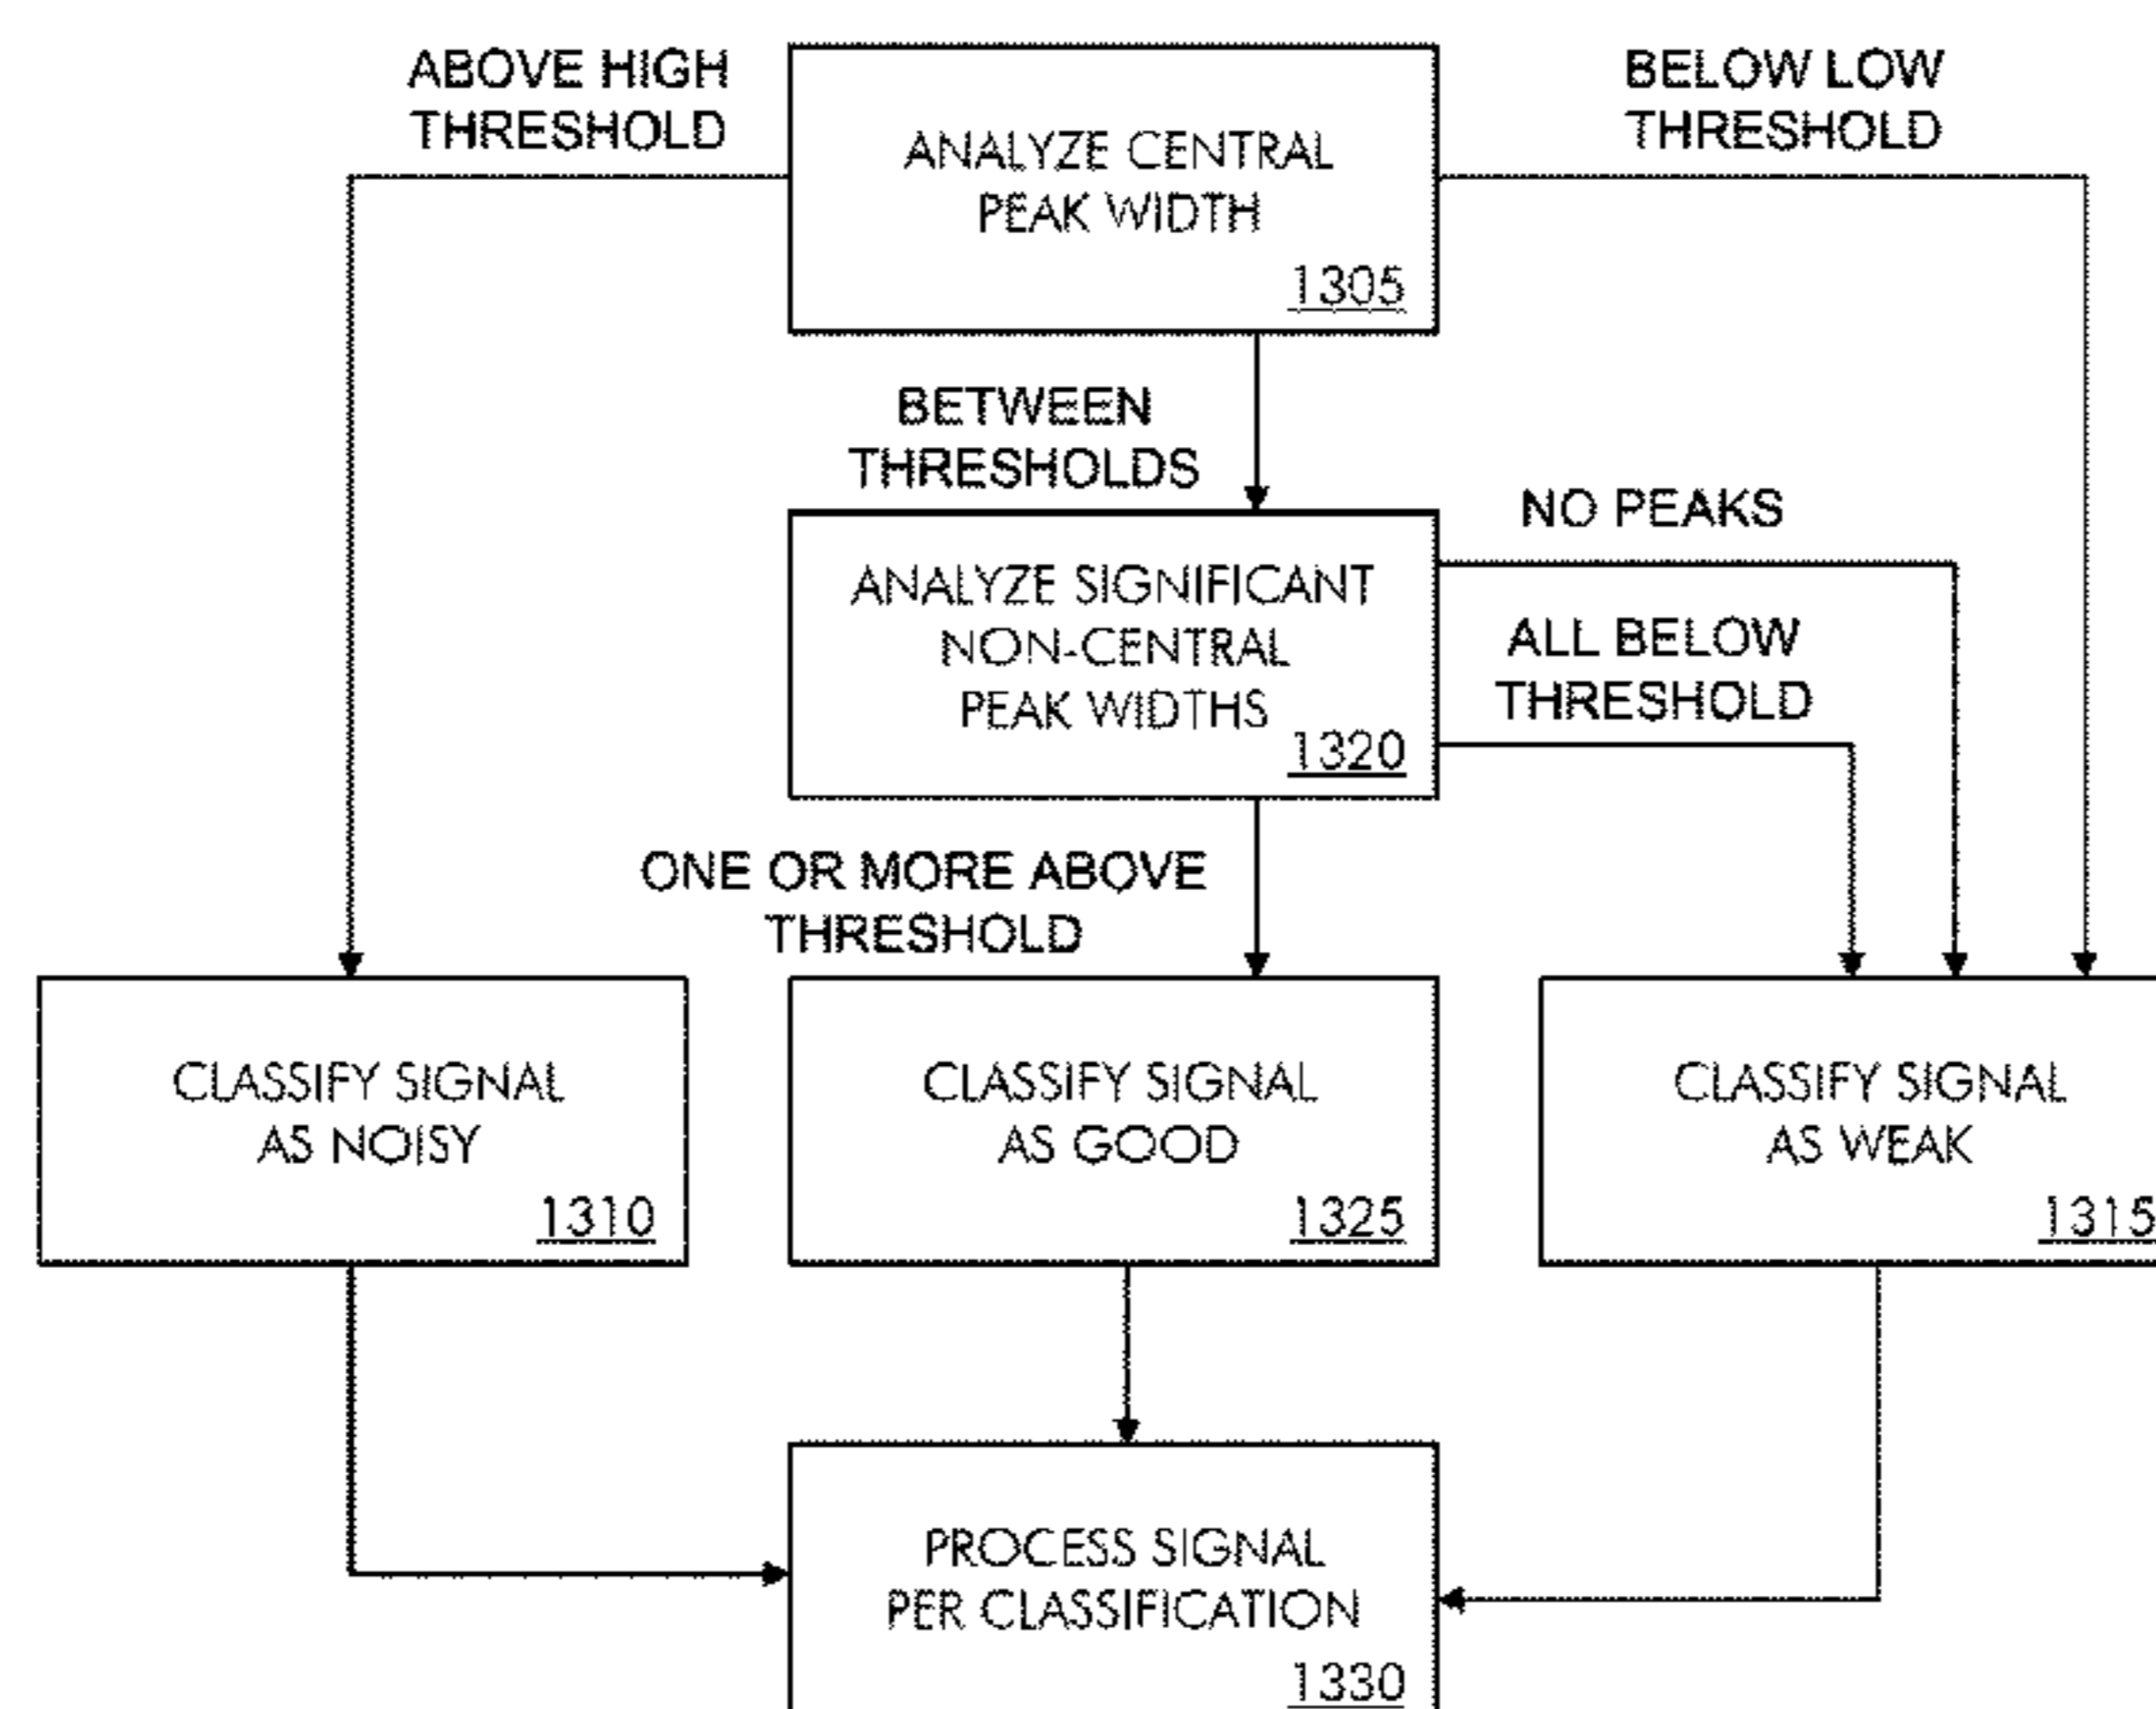 ABOVE HIGH
THRESHOLD
ANALYZE CENTRAL
PEAK WIDTH
1305
BELOW LOW
THRESHOLD
BETWEEN
THRESHOLDS
ANALYZE SIGNIFICANT
NON-CENTRAL
PEAK WIDTHS
1320
NO PEAKS
ALL BELOW
THRESHOLD
ONE OR MORE ABOVE
THRESHOLD
CLASSIFY SIGNAL
AS NOISY
1310
CLASSIFY SIGNAL
AS GOOD
1325
CLASSIFY SIGNAL
AS WEAK
1315
PROCESS SIGNAL
PER CLASSIFICATION
1330